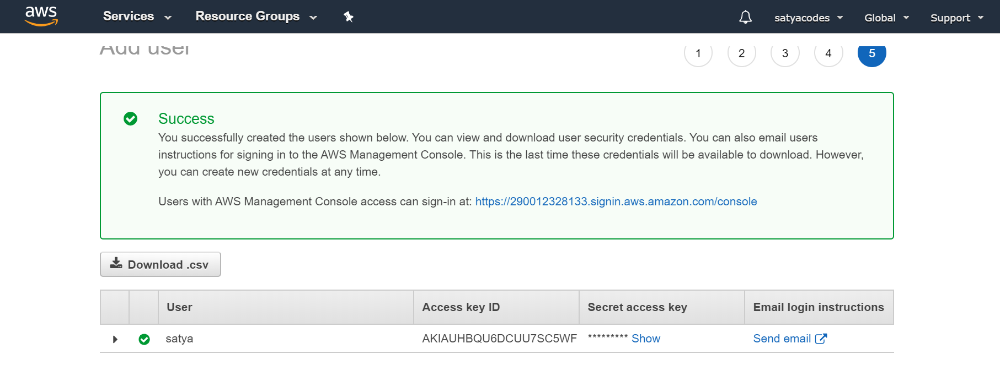 aws Services Resource Groups satyacodes Global Support
Add user 1 2 3 4 5
Success
You successfully created the users shown below. You can view and download user security credentials. You can also email users
instructions for signing in to the AWS Management Console. This is the last time these credentials will be available to download. However,
you can create new credentials at any time.
Users with AWS Management Console access can sign-in at: https://290012328133.signin.aws.amazon.com/console
Download .csv
User Access key ID Secret access key Email login instructions
satya AKIAUHBQU6DCUU7SC5WF ********* Show Send email